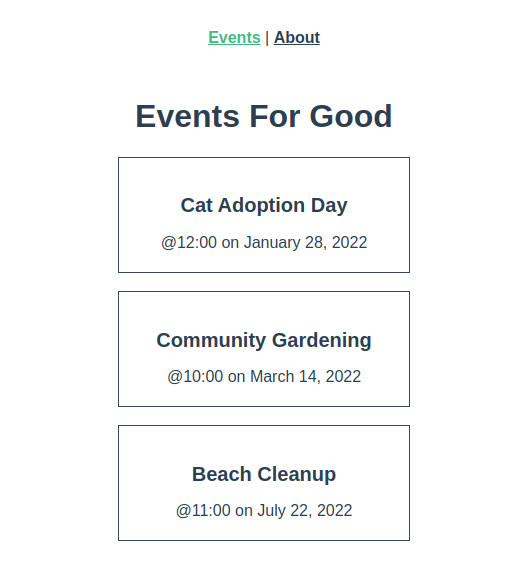 Events | About
Events For Good
Cat Adoption Day
@12:00 on January 28, 2022
Community Gardening
@10:00 on March 14, 2022
Beach Cleanup
@11:00 on July 22, 2022